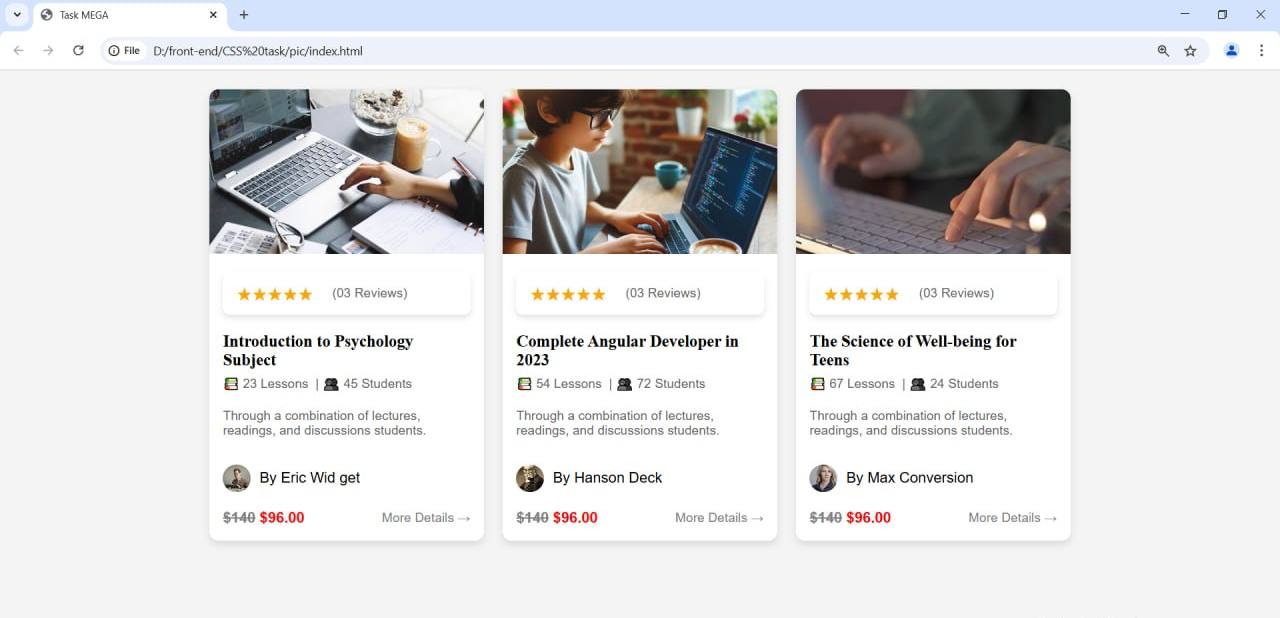 Task MEGA
File D:/front-end/CSS%20task/pic/index.html
★★★★★ (03 Reviews)
Introduction to Psychology
Subject
23 Lessons | 45 Students
Through a combination of lectures,
readings, and discussions students.
By Eric Wid get
$140 $96.00 More Details →
★★★★★ (03 Reviews)
Complete Angular Developer in
2023
54 Lessons | 72 Students
Through a combination of lectures,
readings, and discussions students.
By Hanson Deck
$140 $96.00 More Details →
★★★★★ (03 Reviews)
The Science of Well-being for
Teens
67 Lessons | 24 Students
Through a combination of lectures,
readings, and discussions students.
By Max Conversion
$140 $96.00 More Details →